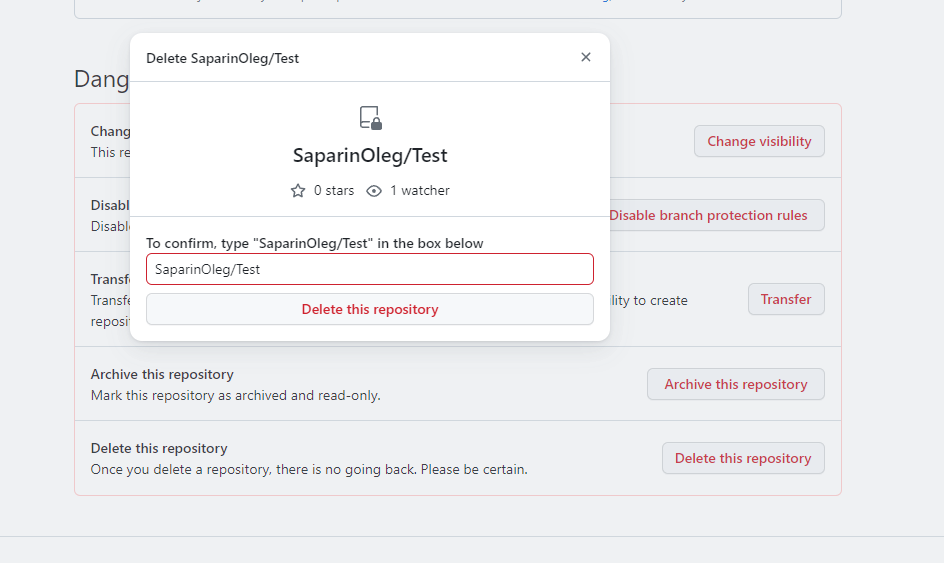 Delete SaparinOleg/Test
SaparinOleg/Test
0 stars 1 watcher
To confirm, type "SaparinOleg/Test" in the box below
SaparinOleg/Test
Delete this repository
Dang
Chang
This re
Change visibility
Disabl
Disabl
Disable branch protection rules
Transf
Transfe
lity to create
reposit
Transfer
Archive this repository
Mark this repository as archived and read-only.
Archive this repository
Delete this repository
Once you delete a repository, there is no going back. Please be certain.
Delete this repository